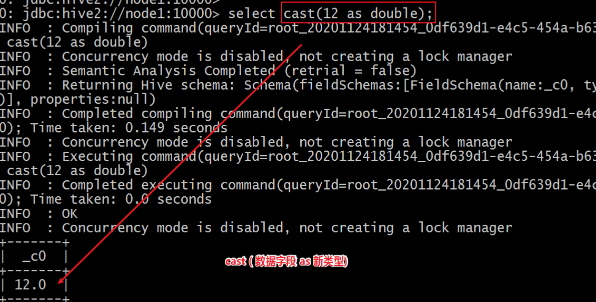 0: jdbc:hive2://node1:10000>
0: jdbc:hive2://node1:10000> select cast(12 as double);
INFO  : Compiling command(queryId=root_20201124181454_0df639d1-e4c5-454a-b63
 cast(12 as double)
INFO  : Concurrency mode is disabled, not creating a lock manager
INFO  : Semantic Analysis Completed (retrial = false)
INFO  : Returning Hive schema: Schema(fieldSchemas:[FieldSchema(name:_c0, ty
)], properties:null)
INFO  : Completed compiling command(queryId=root_20201124181454_0df639d1-e4c
0); Time taken: 0.149 seconds
INFO  : Concurrency mode is disabled, not creating a lock manager
INFO  : Executing command(queryId=root_20201124181454_0df639d1-e4c5-454a-b63
 cast(12 as double)
INFO  : Completed executing command(queryId=root_20201124181454_0df639d1-e4c
0); Time taken: 0.0 seconds
INFO  : OK
INFO  : Concurrency mode is disabled, not creating a lock manager
+-------+
|  _c0  |
+-------+
| 12.0  |
+-------+
cast ( 数据字段 as 新类型)